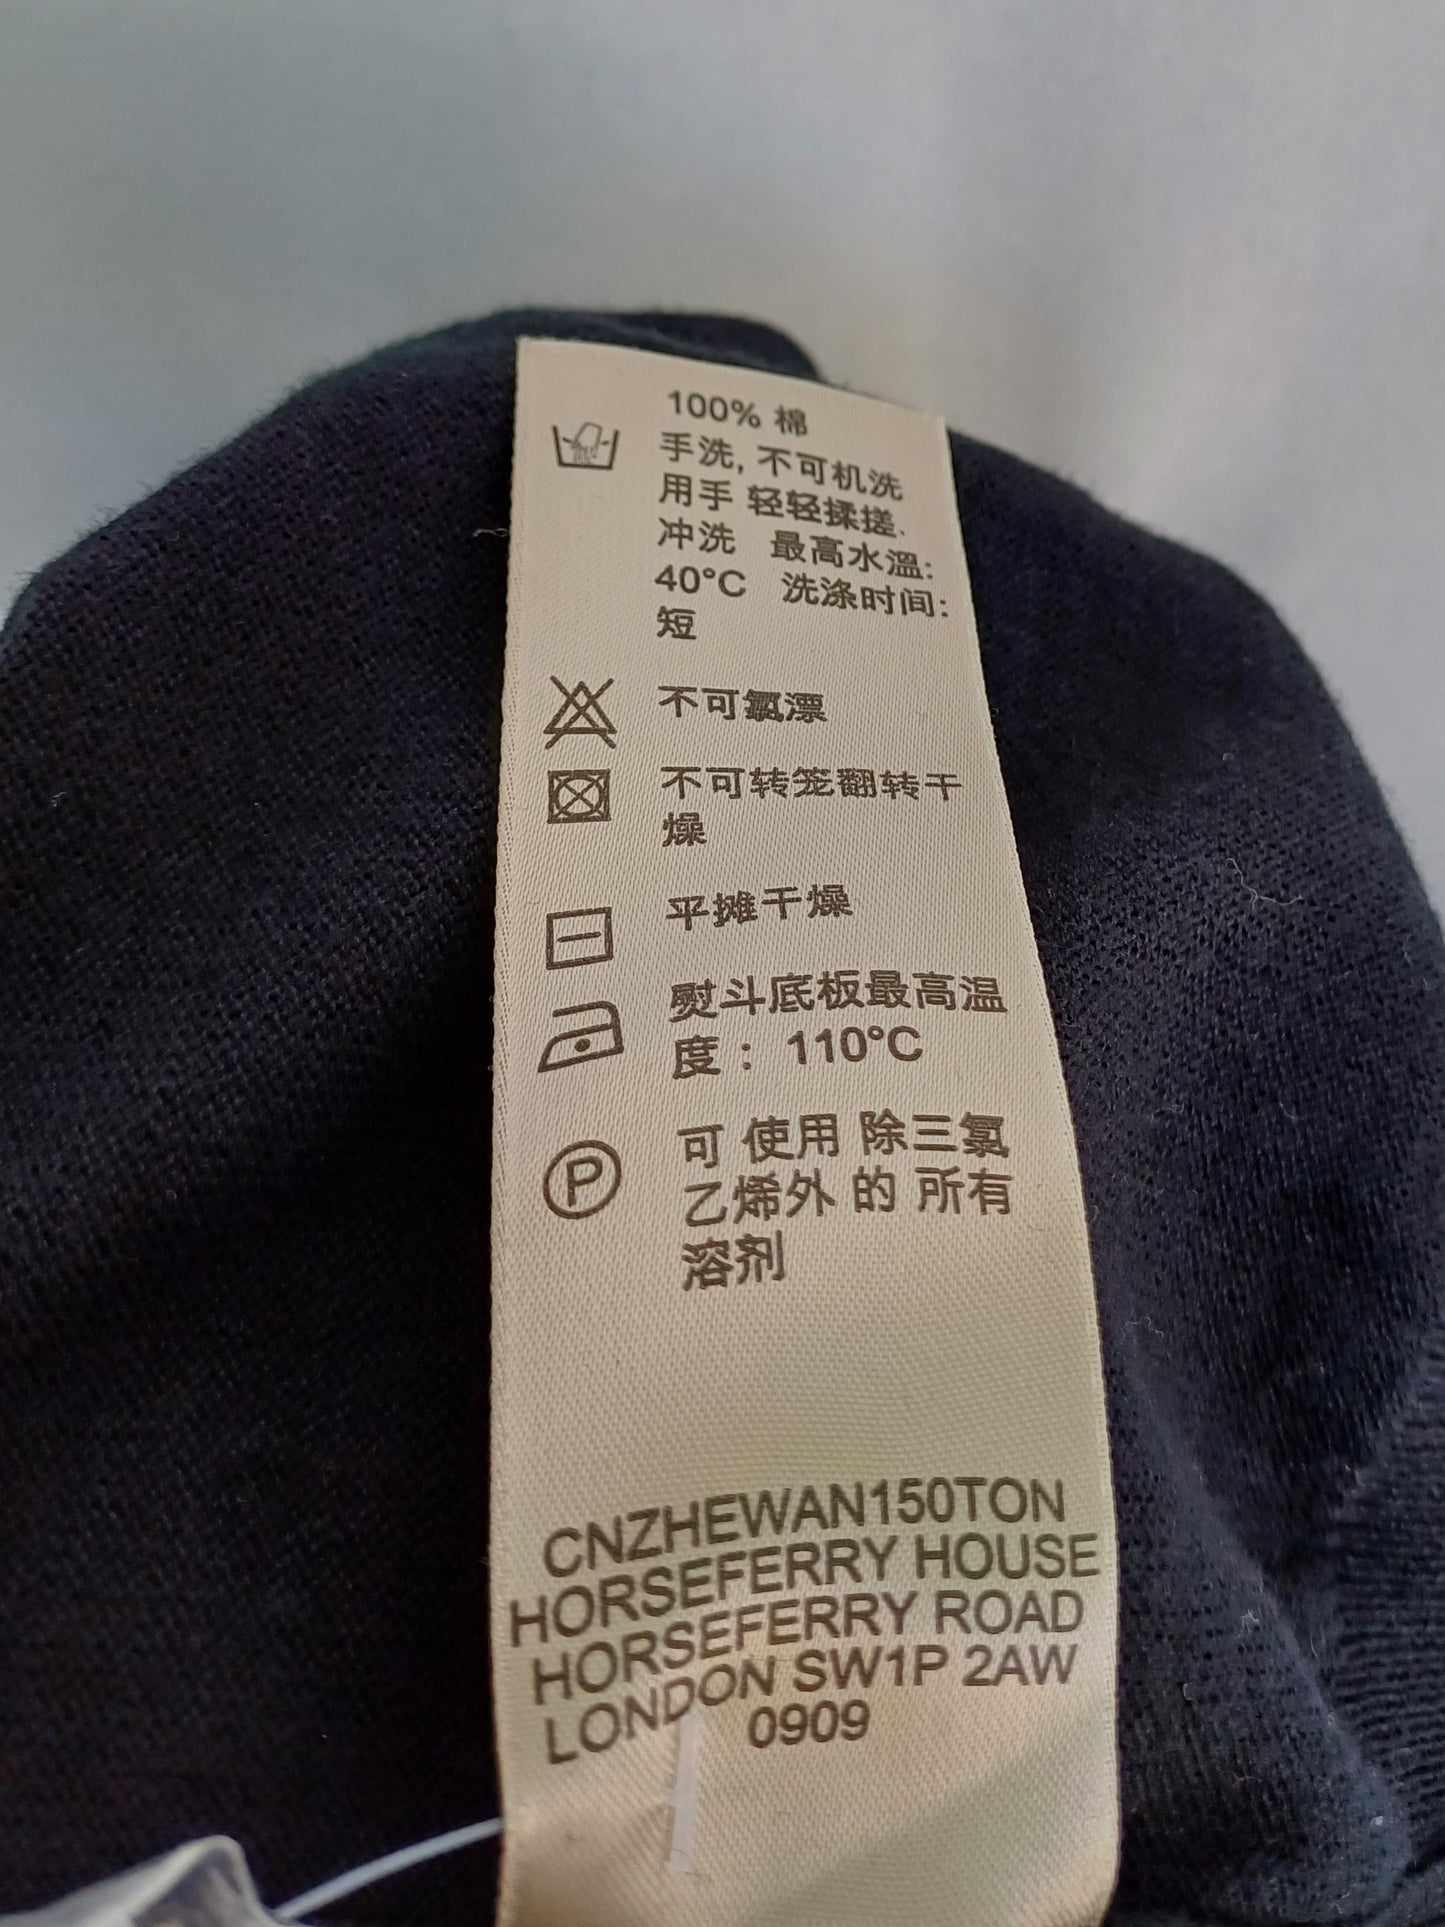 100% 棉
手洗, 不可机洗
用手 轻轻揉搓.
冲洗 最高水温:
40°C 洗涤时间:
短
不可氯漂
不可转笼翻转干
燥
平摊干燥
熨斗底板最高温
度： 110°C
可 使用 除三氯
乙烯外 的 所有
溶剂
P
CNZHEWAN150TON
HORSEFERRY HOUSE
HORSEFERRY ROAD
LONDON SW1P 2AW
0909